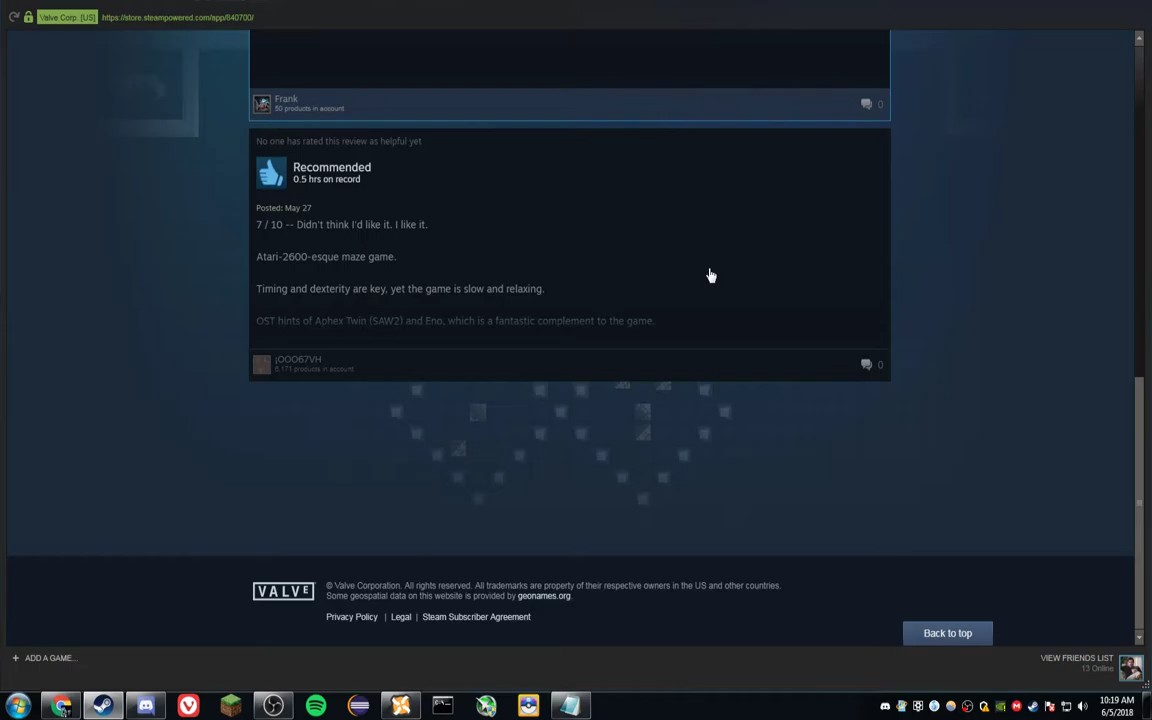 Valve Corp. [US] https://store.steampowered.com/app/840700/
Frank
50 products in account
0
No one has rated this review as helpful yet
Recommended
0.5 hrs on record
Posted: May 27
7 / 10 -- Didn't think I'd like it. I like it.
Atari-2600-esque maze game.
Timing and dexterity are key, yet the game is slow and relaxing.
OST hints of Aphex Twin (SAW2) and Eno, which is a fantastic complement to the game.
¡OOO67VH
6,171 products in account
0
VALVE
© Valve Corporation. All rights reserved. All trademarks are property of their respective owners in the US and other countries.
Some geospatial data on this website is provided by geonames.org.
Privacy Policy | Legal | Steam Subscriber Agreement
Back to top
+ ADD A GAME...
VIEW FRIENDS LIST
13 Online
10:19 AM
6/5/2018